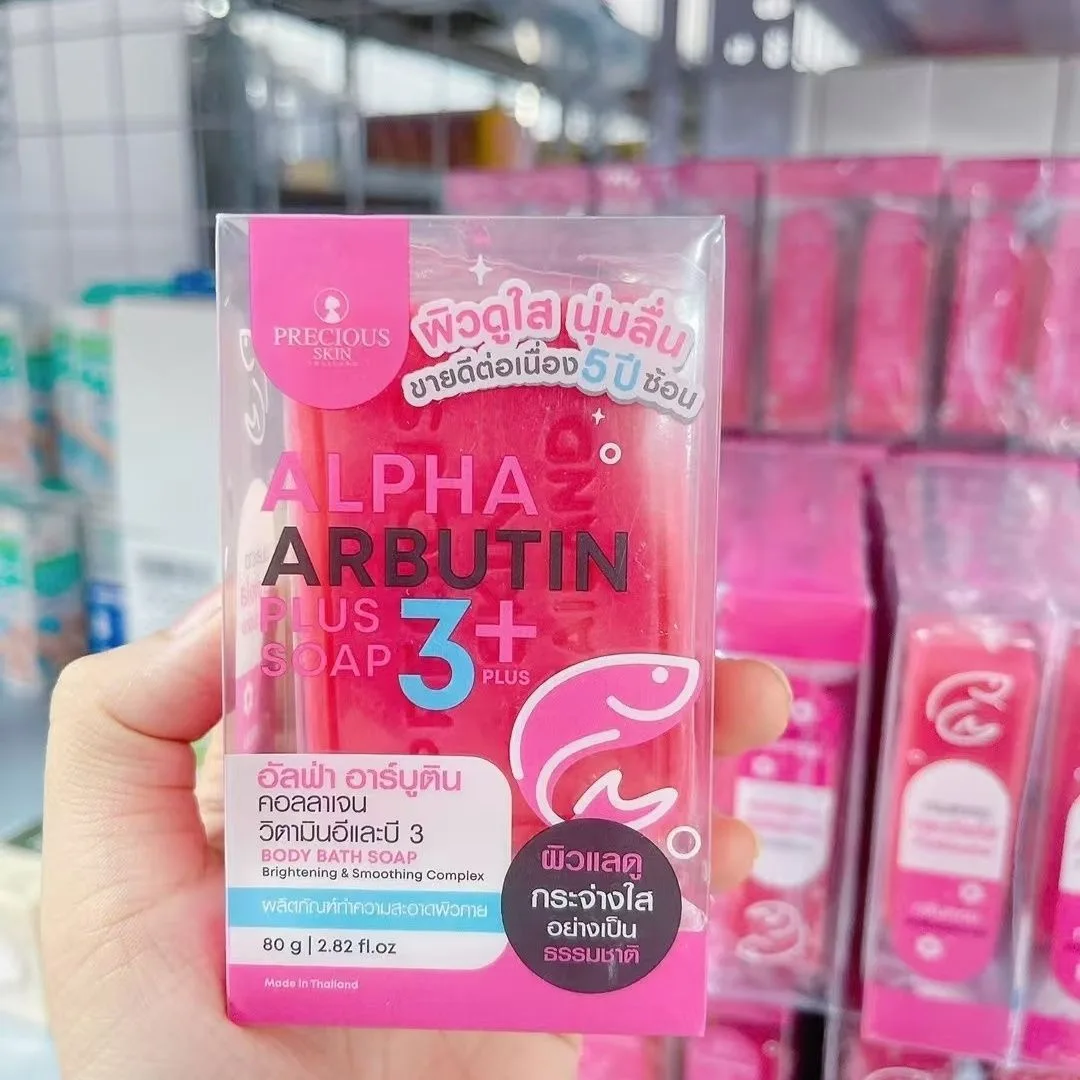 PRECIOUS
SKIN
THAILAND
ผิวดูใส นุ่มลื่น
ขายดีต่อเนื่อง 5 ปี ซ้อน
ALPHA
ARBUTIN
PLUS
SOAP
3+
PLUS
อัลฟ่า อาร์บูติน
คอลลาเจน
วิตามินอีและบี 3
BODY BATH SOAP
Brightening & Smoothing Complex
ผลิตภัณฑ์ทำความสะอาดผิวกาย
80 g | 2.82 fl.oz
Made in Thailand
ผิวแลดู
กระจ่างใส
อย่างเป็น
ธรรมชาติ